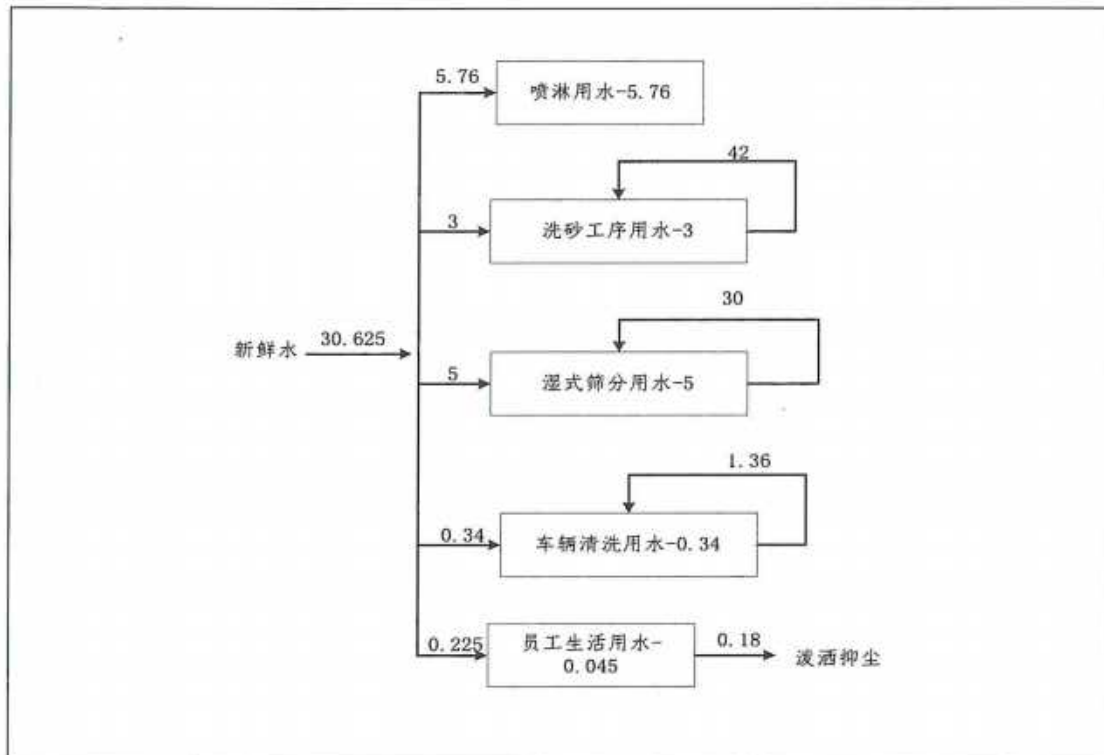 5.76
喷淋用水-5.76
42
3
洗砂工序用水-3
30
新鲜水
30.625
5
湿式筛分用水-5
1.36
0.34
车辆清洗用水-0.34
0.225
员工生活用水-
0.045
0.18
泼洒抑尘